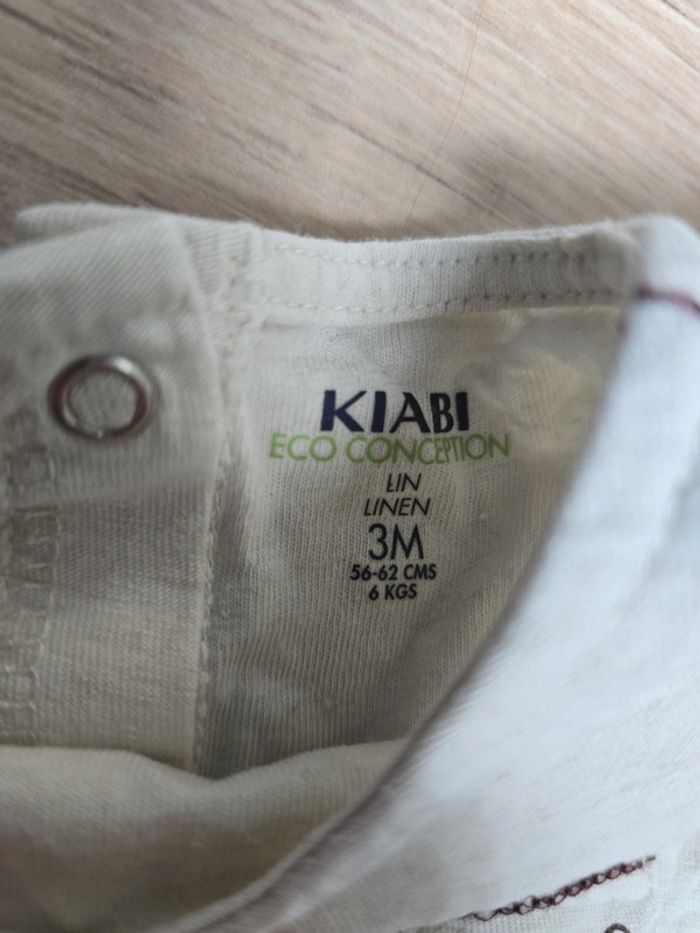 KIABI
ECO CONCEPTION
LIN
LINEN
3M
56-62 CMS
6 KGS